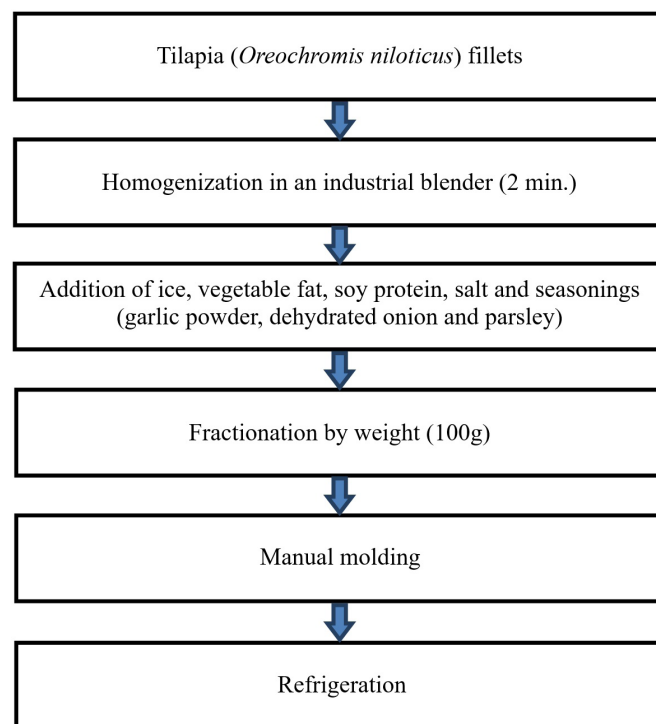 Tilapia (Oreochromis niloticus) fillets
Homogenization in an industrial blender (2 min.)
Addition of ice, vegetable fat, soy protein, salt and seasonings
(garlic powder, dehydrated onion and parsley)
Fractionation by weight (100g)
Manual molding
Refrigeration